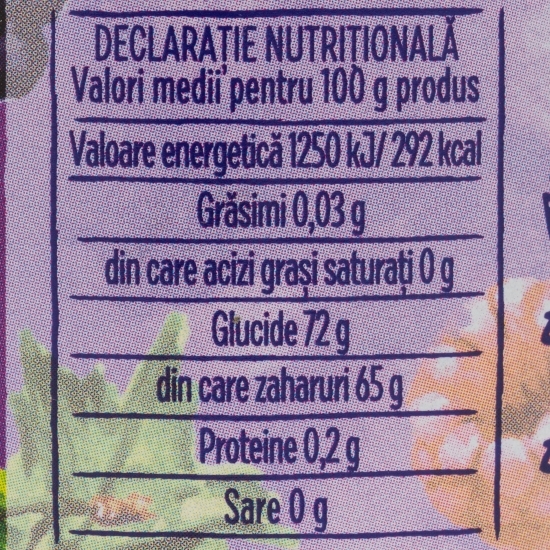 DECLARAȚIE NUTRIȚIONALĂ
Valori medii pentru 100 g produs
Valoare energetică 1250 kJ/ 292 kcal
Grăsimi 0,03 g
din care acizi grași saturați 0 g
Glucide 72 g
din care zaharuri 65 g
Proteine 0,2 g
Sare 0 g